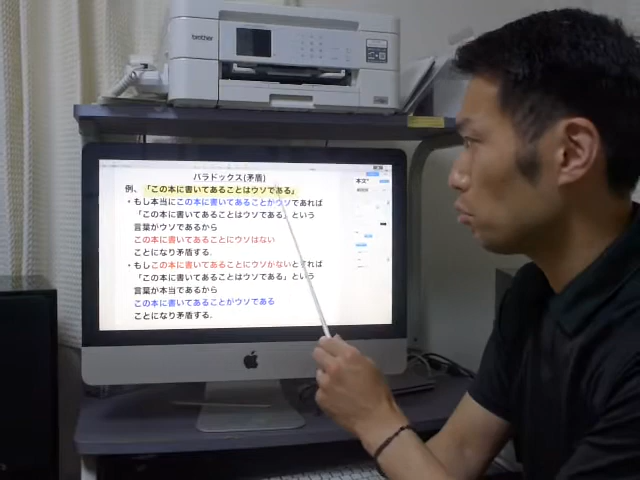 brother
パラドックス(矛盾)
例、「この本に書いてあることはウソである」
・もし本当にこの本に書いてあることがウソであれば
「この本に書いてあることはウソである」という
言葉がウソであるから
この本に書いてあることにウソはない
ことになり矛盾する.
・もしこの本に書いてあることにウソがないとすれば
「この本に書いてあることはウソである」という
言葉が本当であるから
この本に書いてあることがウソである
ことになり矛盾する.